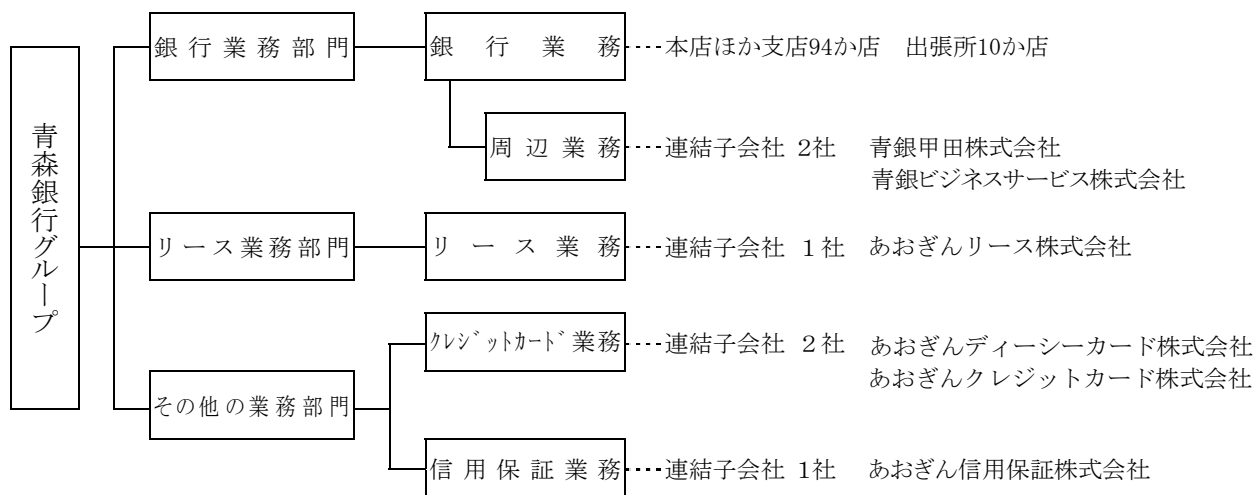 青森銀行グループ
銀行業務部門
銀行業務
本店ほか支店94か店 出張所10か店
周辺業務
連結子会社 2社 青銀甲田株式会社
青銀ビジネスサービス株式会社
リース業務部門
リース業務
連結子会社 1社 あおぎんリース株式会社
その他の業務部門
クレジットカード業務
連結子会社 2社 あおぎんディーシーカード株式会社
あおぎんクレジットカード株式会社
信用保証業務
連結子会社 1社 あおぎん信用保証株式会社